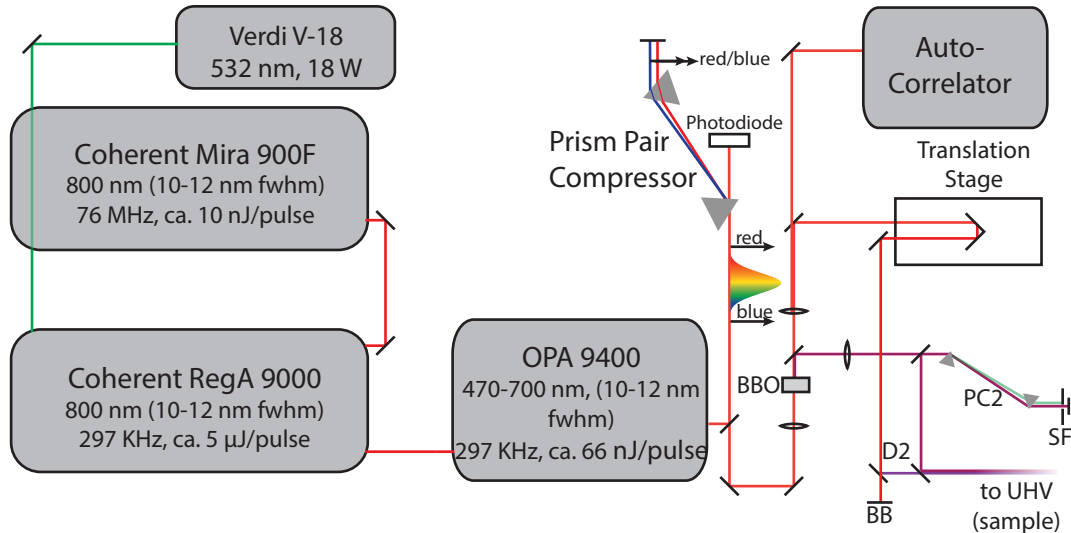 Verdi V-18
532 nm, 18 W
Coherent Mira 900F
800 nm (10-12 nm fwhm)
76 MHz, ca. 10 nJ/pulse
Coherent RegA 9000
800 nm (10-12 nm fwhm)
297 KHz, ca. 5 µJ/pulse
OPA 9400
470-700 nm, (10-12 nm
fwhm)
297 KHz, ca. 66 nJ/pulse
red/blue
Prism Pair
Compressor
Photodiode
red
blue
BBO
Auto-
Correlator
Translation
Stage
PC2
SF
D2
BB
to UHV
(sample)